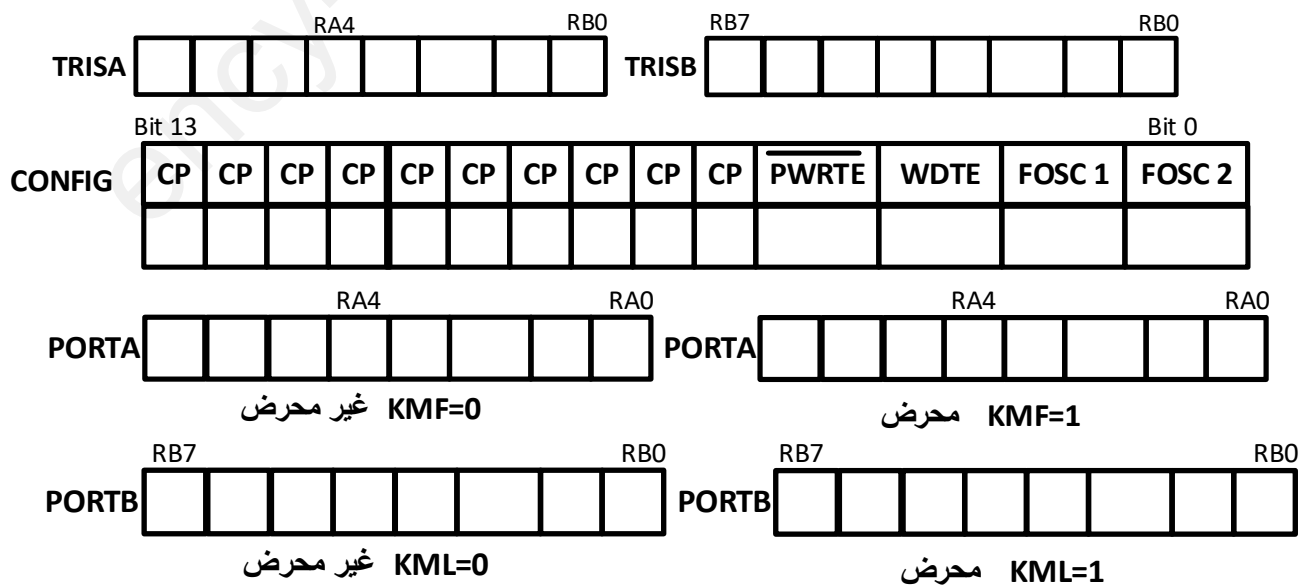 RA4 RB0 RB7 RB0
TRISA TRISB
Bit 13 Bit 0
CONFIG CP CP CP CP CP CP CP CP CP CP PWRTE WDTE FOSC 1 FOSC 2
RA4 RA0 RA4 RA0
PORTA PORTA
غير محرض KMF=0 محرض KMF=1
RB7 RB0 RB7 RB0
PORTB PORTB
غير محرض KML=0 محرض KML=1
ency